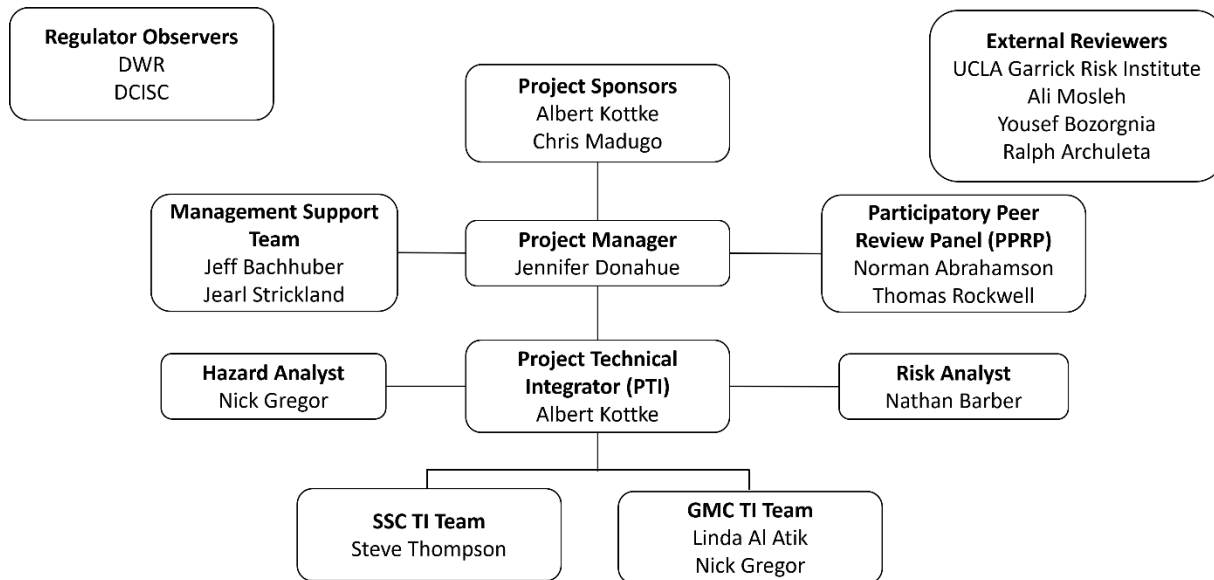 Regulator Observers
DWR
DCISC
External Reviewers
UCLA Garrick Risk Institute
Ali Mosleh
Yousef Bozorgnia
Ralph Archuleta
Project Sponsors
Albert Kottke
Chris Madugo
Management Support
Team
Jeff Bachhuber
Jearl Strickland
Project Manager
Jennifer Donahue
Participatory Peer
Review Panel (PPRP)
Norman Abrahamson
Thomas Rockwell
Hazard Analyst
Nick Gregor
Project Technical
Integrator (PTI)
Albert Kottke
Risk Analyst
Nathan Barber
SSC TI Team
Steve Thompson
GMC TI Team
Linda Al Atik
Nick Gregor